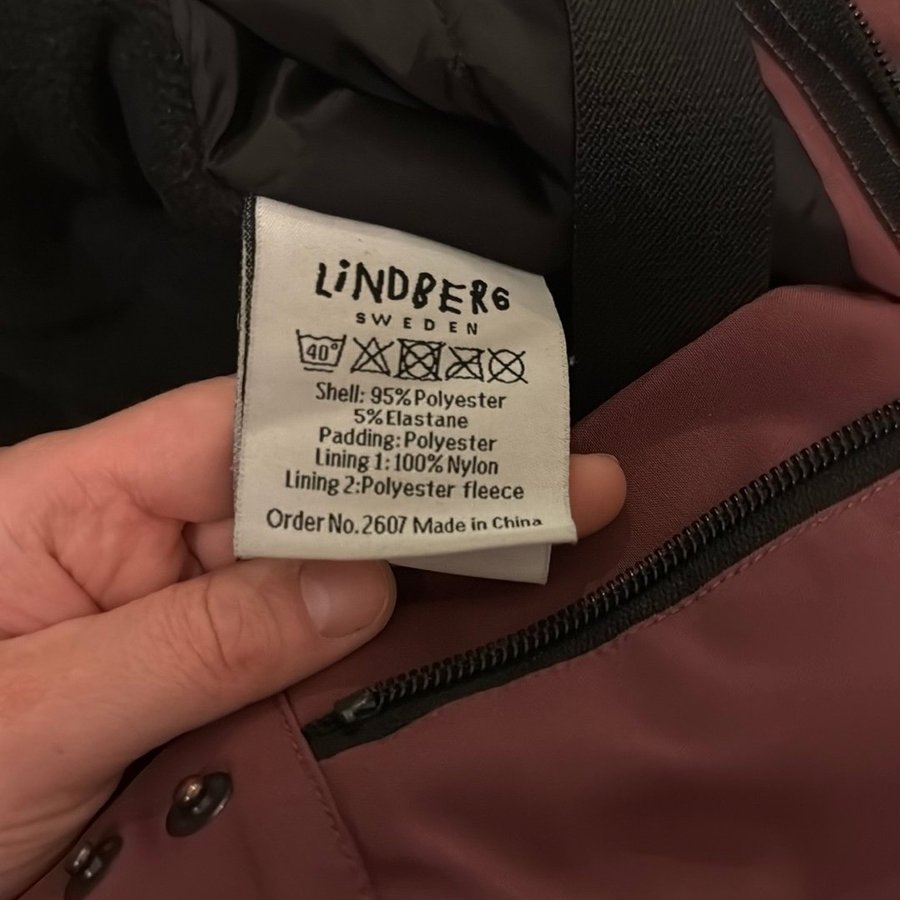 LiNDBERG
SWEDEN
40°
Shell: 95% Polyester
5% Elastane
Padding: Polyester
Lining 1: 100% Nylon
Lining 2: Polyester fleece
Order No. 2607 Made in China